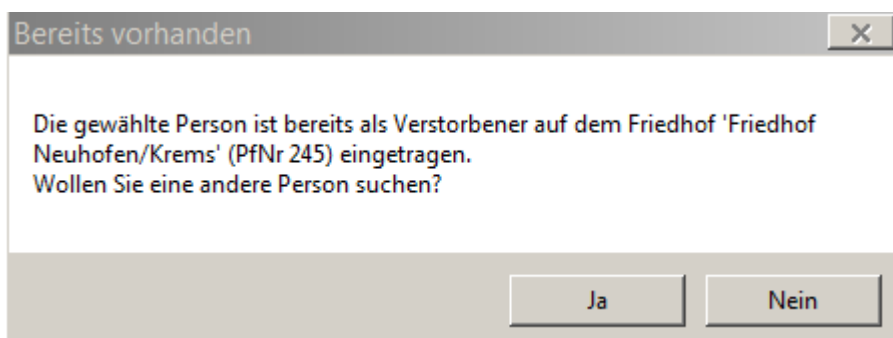 Bereits vorhanden
Die gewählte Person ist bereits als Verstorbener auf dem Friedhof 'Friedhof
Neuhofen/Krems' (PfNr 245) eingetragen.
Wollen Sie eine andere Person suchen?
Ja
Nein